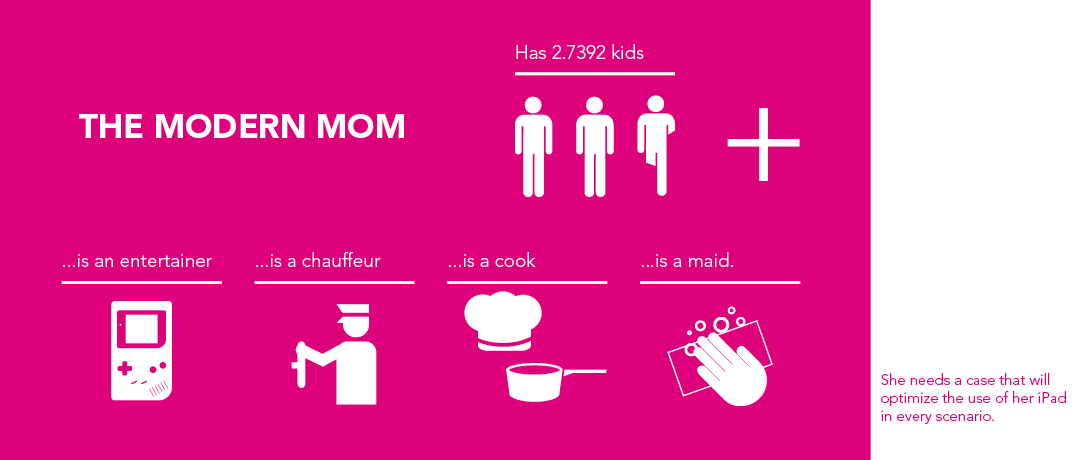 Has 2.7392 kids
THE MODERN MOM
...is an entertainer
...is a chauffeur
...is a cook
...is a maid.
She needs a case that will
optimize the use of her iPad
in every scenario.